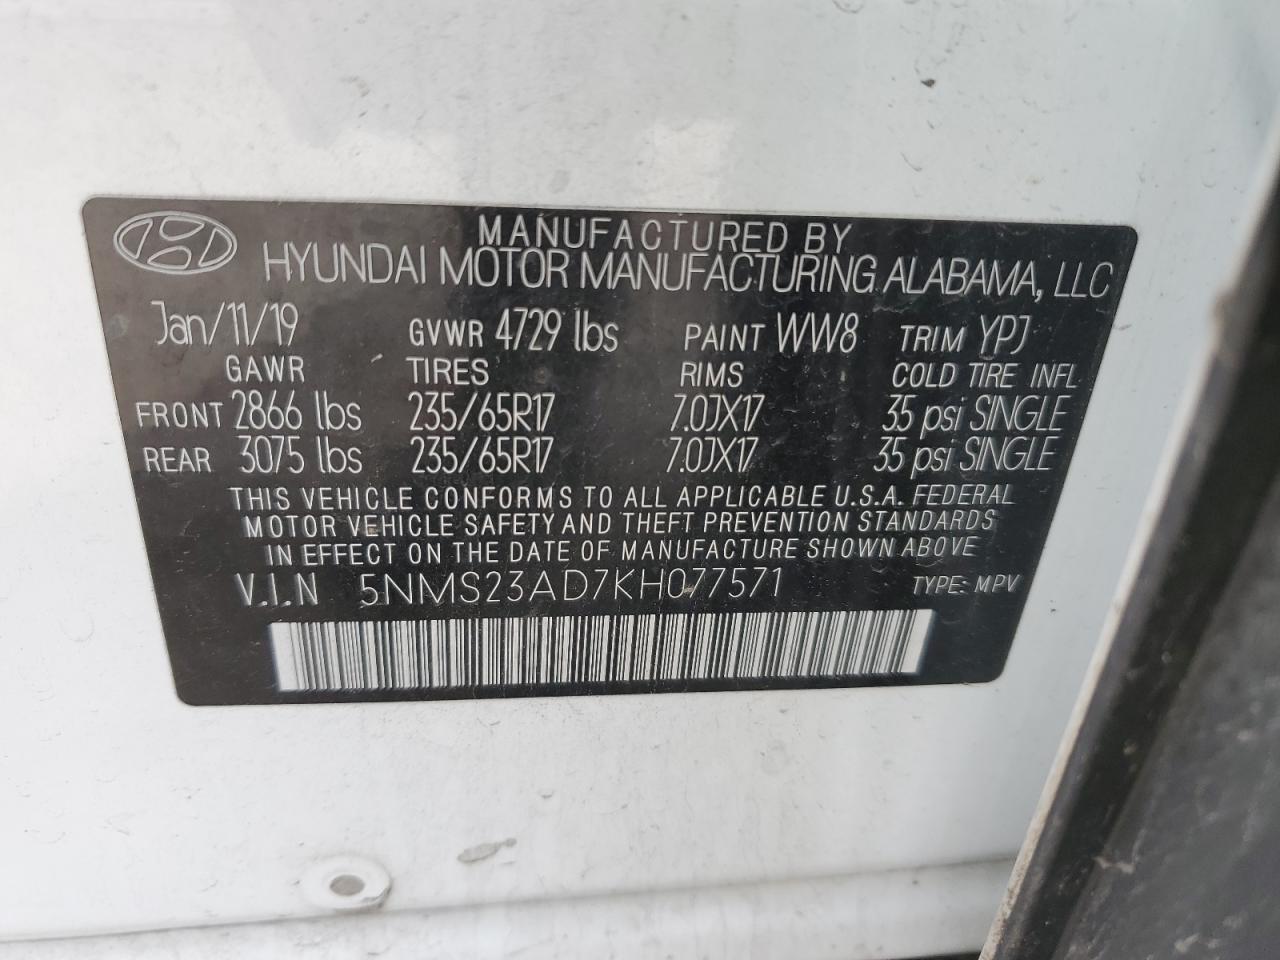 MANUFACTURED BY
HYUNDAI MOTOR MANUFACTURING ALABAMA, LLC
Jan/11/19 GVWR 4729 lbs PAINT WW8 TRIM YPJ
GAWR TIRES RIMS COLD TIRE INFL
FRONT 2866 lbs 235/65R17 7.0JX17 35 psi SINGLE
REAR 3075 lbs 235/65R17 7.0JX17 35 psi SINGLE
THIS VEHICLE CONFORMS TO ALL APPLICABLE U.S.A. FEDERAL
MOTOR VEHICLE SAFETY AND THEFT PREVENTION STANDARDS
IN EFFECT ON THE DATE OF MANUFACTURE SHOWN ABOVE
V.I.N 5NMS23AD7KH077571 TYPE: MPV